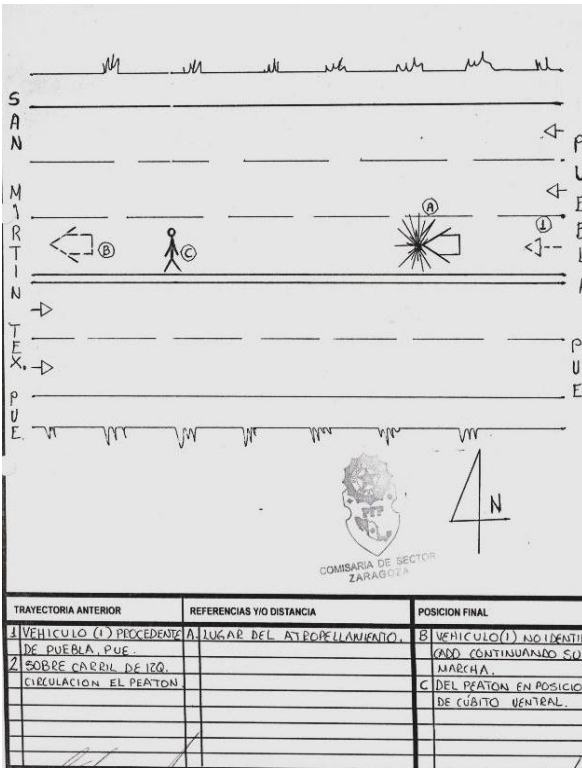 SAN MARTIN TEX. PUE.
A
1
B
C
PUEBLA PUE
N
PFP
COMISARIA DE SECTOR
ZARAGOZA
TRAYECTORIA ANTERIOR
REFERENCIAS Y/O DISTANCIA
POSICION FINAL
1 VEHICULO (1) PROCEDENTE
DE PUEBLA, PUE.
2 SOBRE CARRIL DE IZQ.
CIRCULACION EL PEATON
A. LUGAR DEL ATROPELLAMIENTO.
B VEHICULO(1) NO IDENTIFI
CADO CONTINUANDO SU
MARCHA.
C DEL PEATON EN POSICIO
DE CÚBITO VENTRAL.